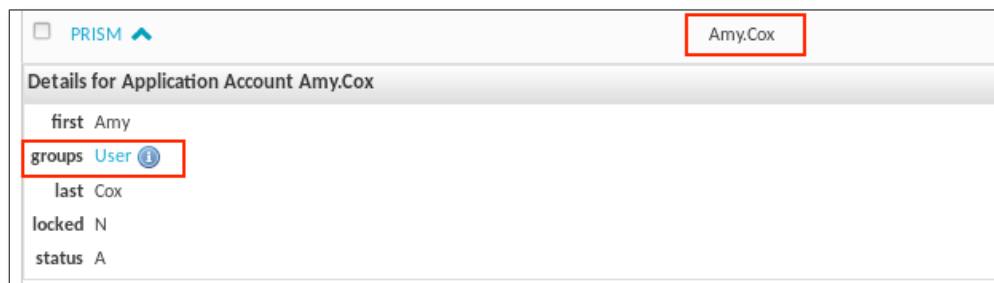 PRISM Amy.Cox
Details for Application Account Amy.Cox
first Amy
groups User
last Cox
locked N
status A